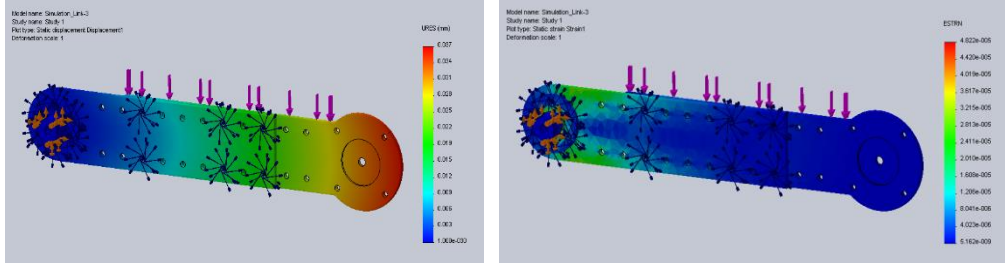 Model name: Simulation_Link-3
Study name: Study 1
Plot type: Static displacement Displacement1
Deformation scale: 1
URES (mm)
0.037
0.034
0.031
0.028
0.025
0.022
0.018
0.015
0.012
0.009
0.006
0.003
1.000e-030
Model name: Simulation_Link-3
Study name: Study 1
Plot type: Static strain Strain1
Deformation scale: 1
ESTRN
4.822e-005
4.420e-005
4.018e-005
3.617e-005
3.215e-005
2.813e-005
2.411e-005
2.010e-005
1.608e-005
1.206e-005
8.041e-006
4.023e-006
5.162e-009